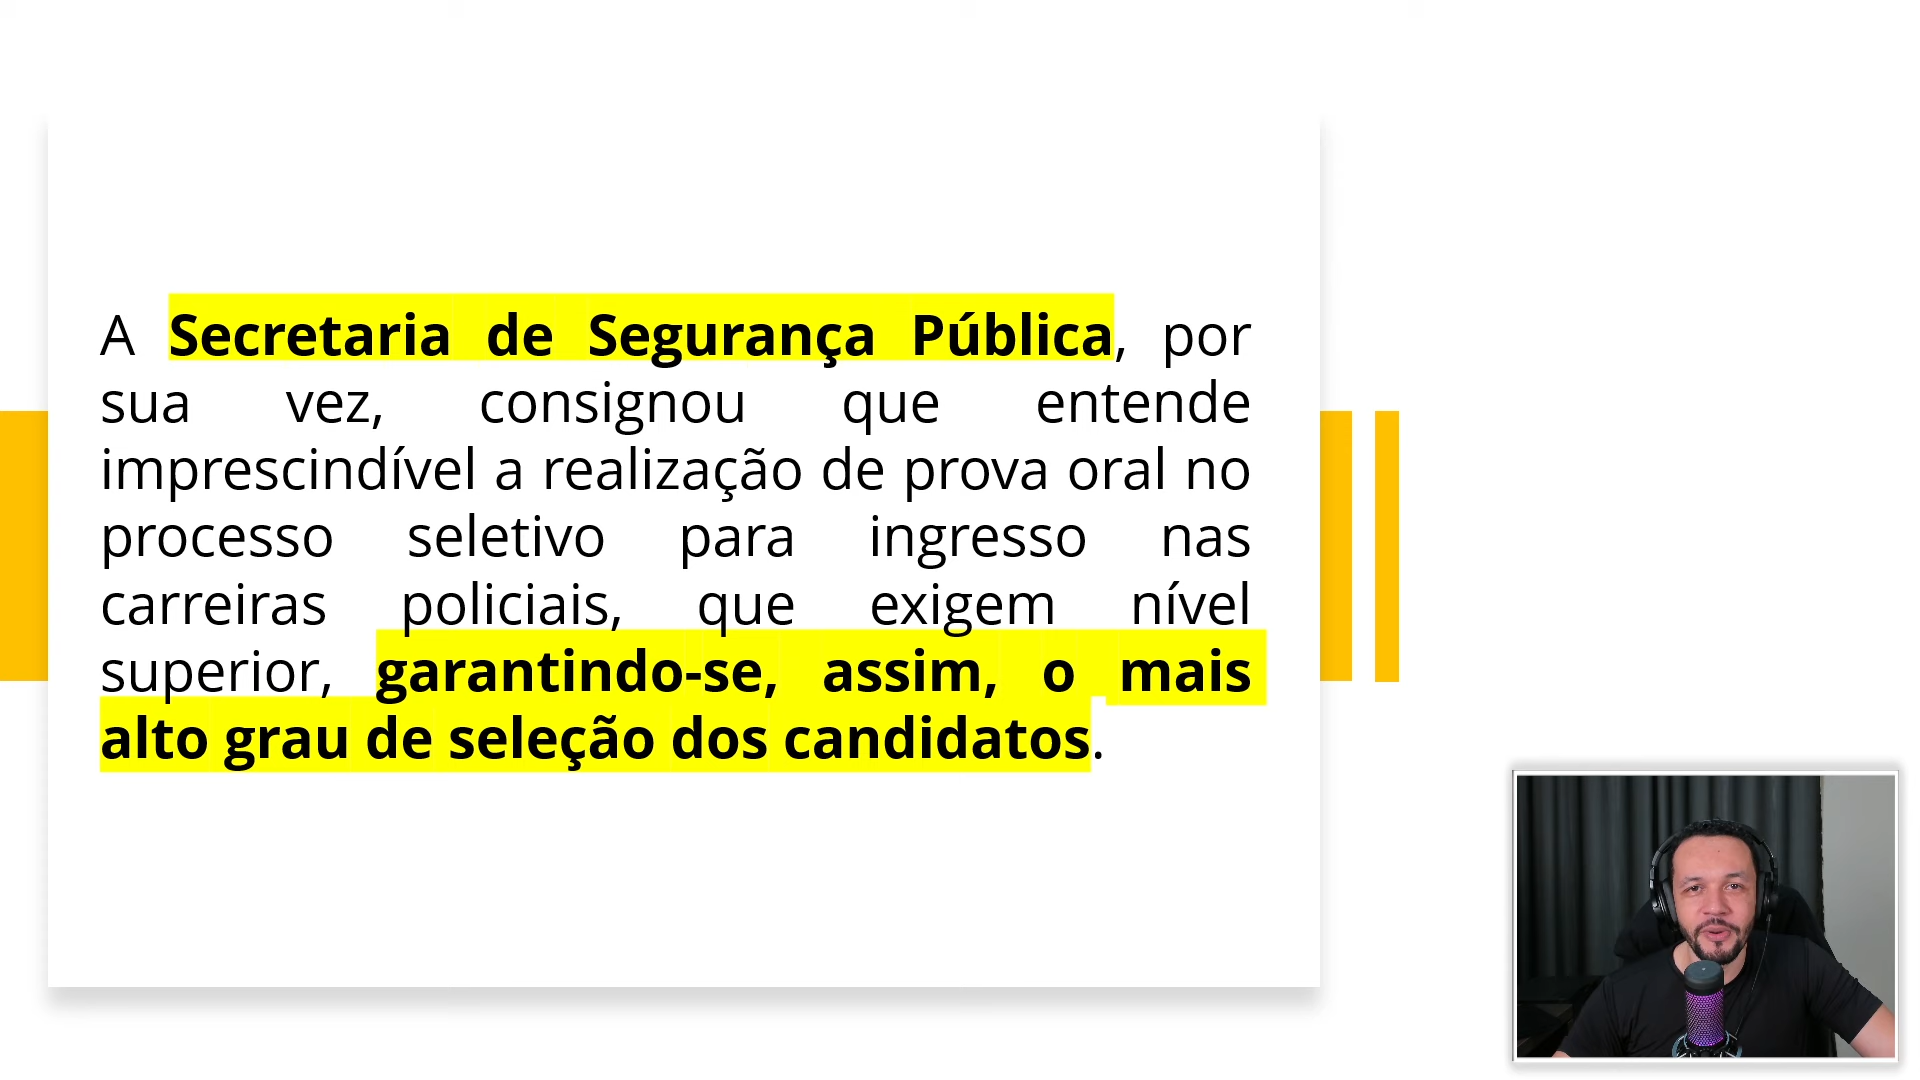 A Secretaria de Segurança Pública, por
sua vez, consignou que entende
imprescindível a realização de prova oral no
processo seletivo para ingresso nas
carreiras policiais, que exigem nível
superior, garantindo-se, assim, o mais
alto grau de seleção dos candidatos.